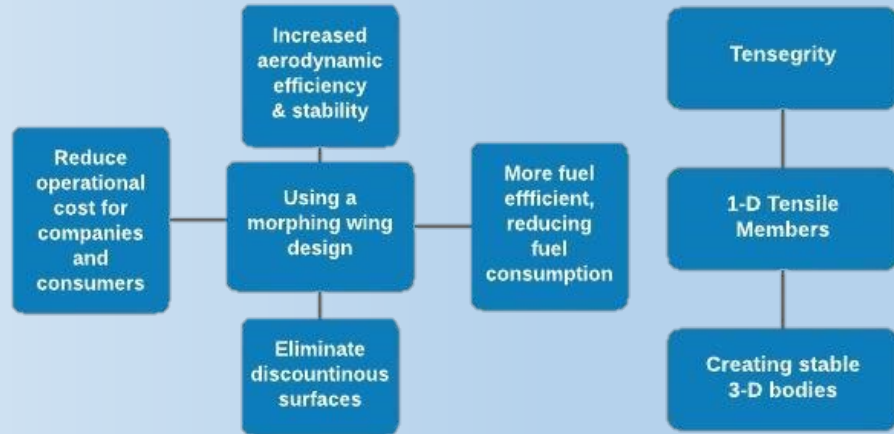 Increased
aerodynamic
efficiency
& stability
Reduce
operational
cost for
companies
and
consumers
Using a
morphing wing
design
More fuel
effficient,
reducing
fuel
consumption
Eliminate
discountinous
surfaces
Tensegrity
1-D Tensile
Members
Creating stable
3-D bodies